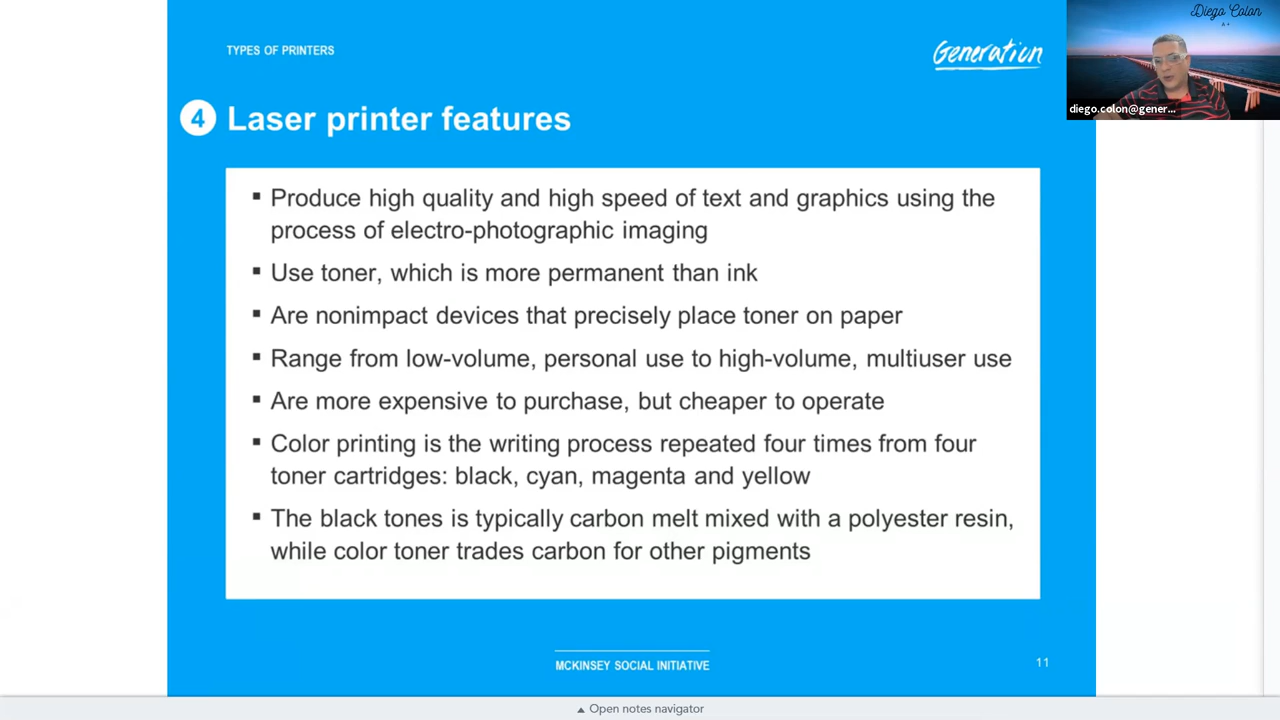 TYPES OF PRINTERS
Generation
Diego Colon
A+
diego.colon@gener...
4 Laser printer features
▪ Produce high quality and high speed of text and graphics using the
process of electro-photographic imaging
▪ Use toner, which is more permanent than ink
▪ Are nonimpact devices that precisely place toner on paper
▪ Range from low-volume, personal use to high-volume, multiuser use
▪ Are more expensive to purchase, but cheaper to operate
▪ Color printing is the writing process repeated four times from four
toner cartridges: black, cyan, magenta and yellow
▪ The black tones is typically carbon melt mixed with a polyester resin,
while color toner trades carbon for other pigments
MCKINSEY SOCIAL INITIATIVE
11
▲ Open notes navigator